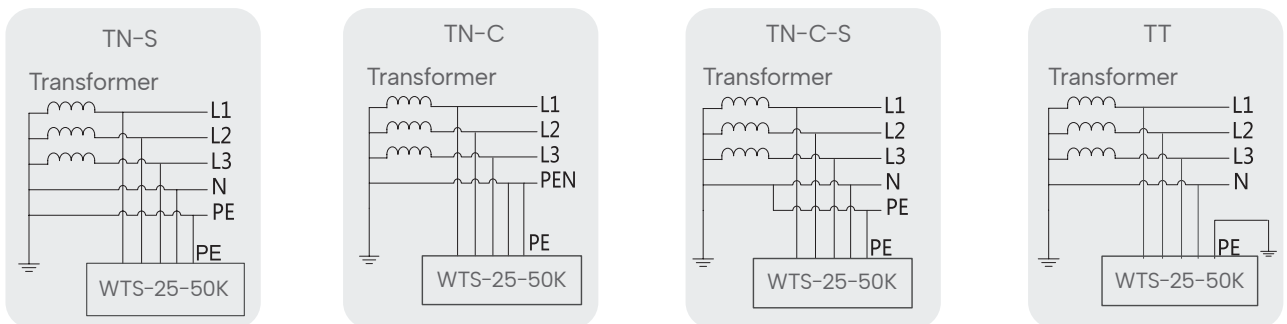 TN-S
Transformer
L1
L2
L3
N
PE
PE
WTS-25-50K
TN-C
Transformer
L1
L2
L3
PEN
PE
WTS-25-50K
TN-C-S
Transformer
L1
L2
L3
N
PE
PE
WTS-25-50K
TT
Transformer
L1
L2
L3
N
PE
WTS-25-50K